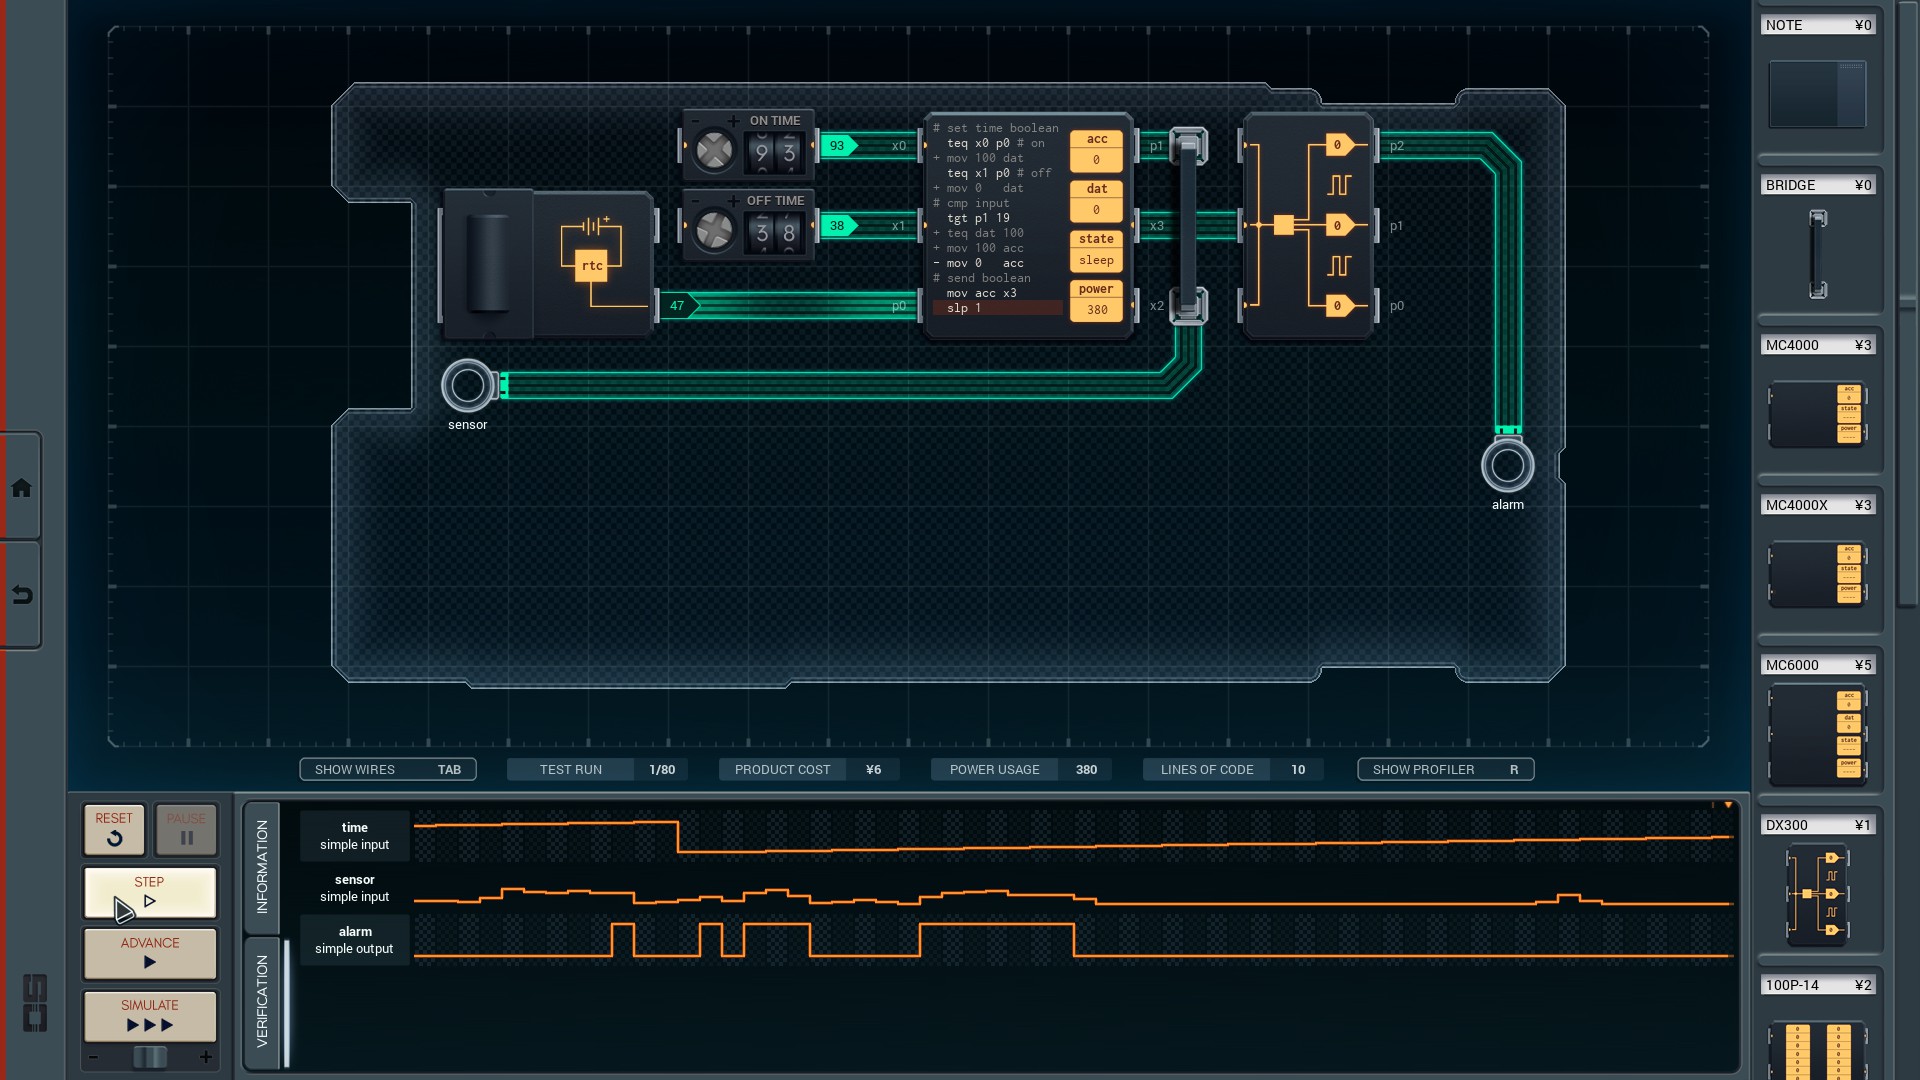 NOTE ¥0
BRIDGE ¥0
MC4000 ¥3
MC4000X ¥3
MC6000 ¥5
DX300 ¥1
100P-14 ¥2
- + ON TIME
9 3
93
- + OFF TIME
3 8
38
rtc
47
x0
x1
p0
# set time boolean
teq x0 p0 # on
+ mov 100 dat
teq x1 p0 # off
+ mov 0 dat
# cmp input
tgt p1 19
+ teq dat 100
+ mov 100 acc
- mov 0 acc
# send boolean
mov acc x3
slp 1
acc
0
dat
0
state
sleep
power
380
p1
x3
x2
0
0
0
p2
p1
p0
sensor
alarm
SHOW WIRES TAB
TEST RUN 1/80
PRODUCT COST ¥6
POWER USAGE 380
LINES OF CODE 10
SHOW PROFILER R
RESET
PAUSE
STEP
ADVANCE
SIMULATE
- +
INFORMATION
VERIFICATION
time
simple input
sensor
simple input
alarm
simple output